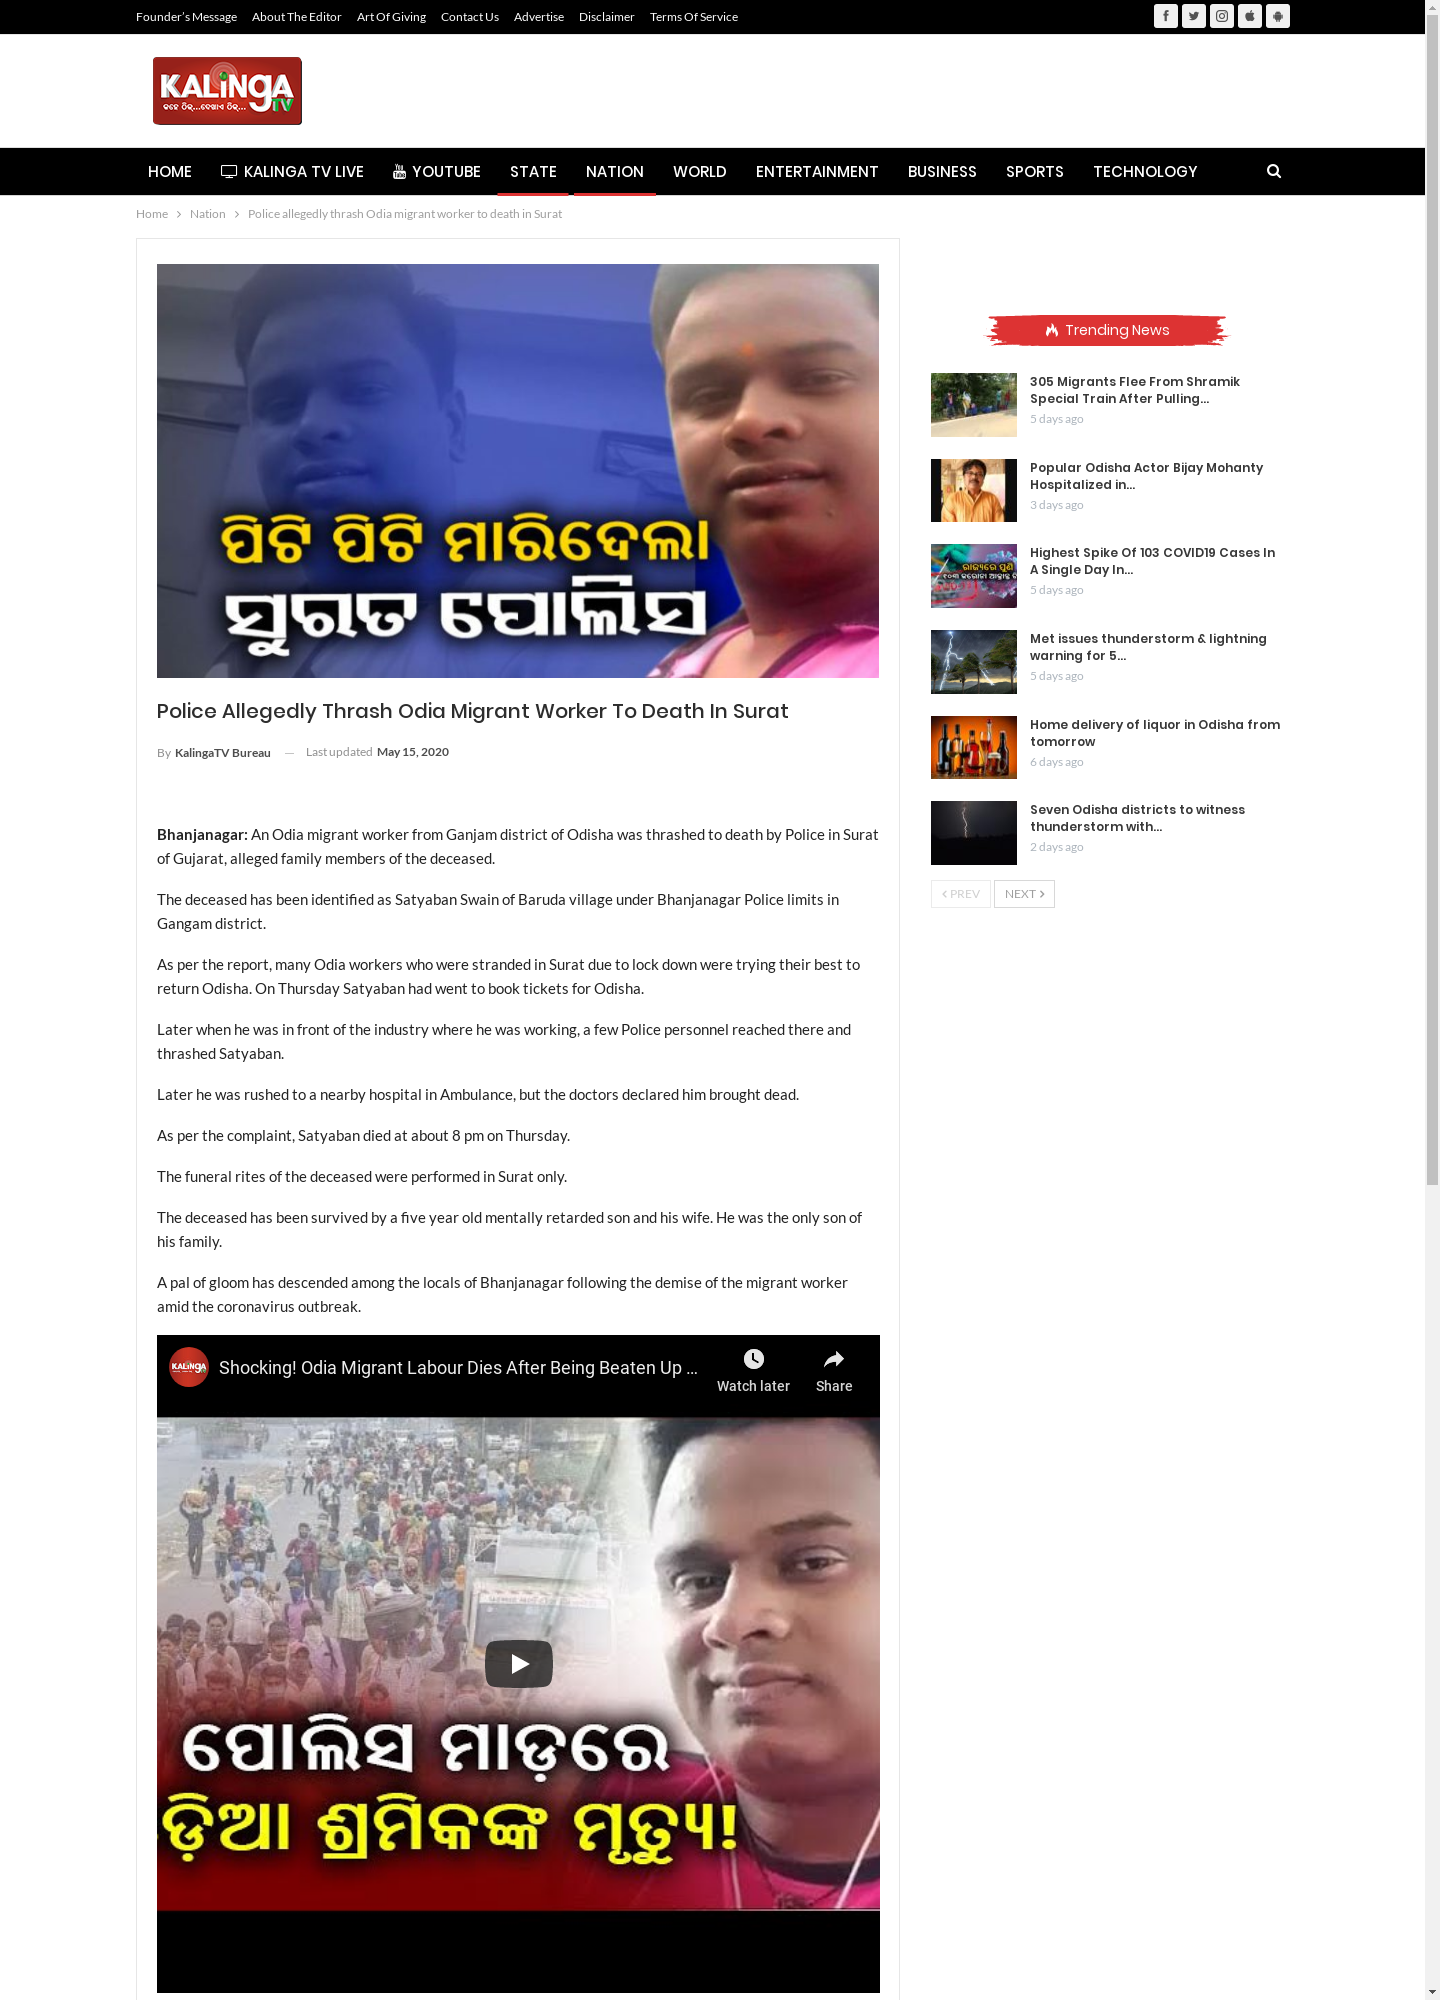 Founder's Message About The Editor Art Of Giving Contact Us Advertise Disclaimer Terms Of Service
KALINGA TV
କହେ ଠିକ୍...ଦେଖାଏ ଠିକ୍...
HOME KALINGA TV LIVE YOUTUBE STATE NATION WORLD ENTERTAINMENT BUSINESS SPORTS TECHNOLOGY
Home > Nation > Police allegedly thrash Odia migrant worker to death in Surat
ପିଟି ପିଟି ମାରିଦେଲା
ସୁରତ ପୋଲିସ
Police Allegedly Thrash Odia Migrant Worker To Death In Surat
By KalingaTV Bureau — Last updated May 15, 2020
Bhanjanagar: An Odia migrant worker from Ganjam district of Odisha was thrashed to death by Police in Surat
of Gujarat, alleged family members of the deceased.
The deceased has been identified as Satyaban Swain of Baruda village under Bhanjanagar Police limits in
Gangam district.
As per the report, many Odia workers who were stranded in Surat due to lock down were trying their best to
return Odisha. On Thursday Satyaban had went to book tickets for Odisha.
Later when he was in front of the industry where he was working, a few Police personnel reached there and
thrashed Satyaban.
Later he was rushed to a nearby hospital in Ambulance, but the doctors declared him brought dead.
As per the complaint, Satyaban died at about 8 pm on Thursday.
The funeral rites of the deceased were performed in Surat only.
The deceased has been survived by a five year old mentally retarded son and his wife. He was the only son of
his family.
A pal of gloom has descended among the locals of Bhanjanagar following the demise of the migrant worker
amid the coronavirus outbreak.
KALINGA
Shocking! Odia Migrant Labour Dies After Being Beaten Up ...
Watch later Share
ପୋଲିସ ମାଡ଼ରେ
ଡ଼ିଆ ଶ୍ରମିକଙ୍କ ମୃତ୍ୟୁ!
Trending News
305 Migrants Flee From Shramik
Special Train After Pulling...
5 days ago
Popular Odisha Actor Bijay Mohanty
Hospitalized in...
3 days ago
ରାଜ୍ୟରେ ପୁଣି
୧୦୩ କରୋନା ଆକ୍ରାନ୍ତ
Highest Spike Of 103 COVID19 Cases In
A Single Day In...
5 days ago
Met issues thunderstorm & lightning
warning for 5...
5 days ago
Home delivery of liquor in Odisha from
tomorrow
6 days ago
Seven Odisha districts to witness
thunderstorm with...
2 days ago
< PREV NEXT >